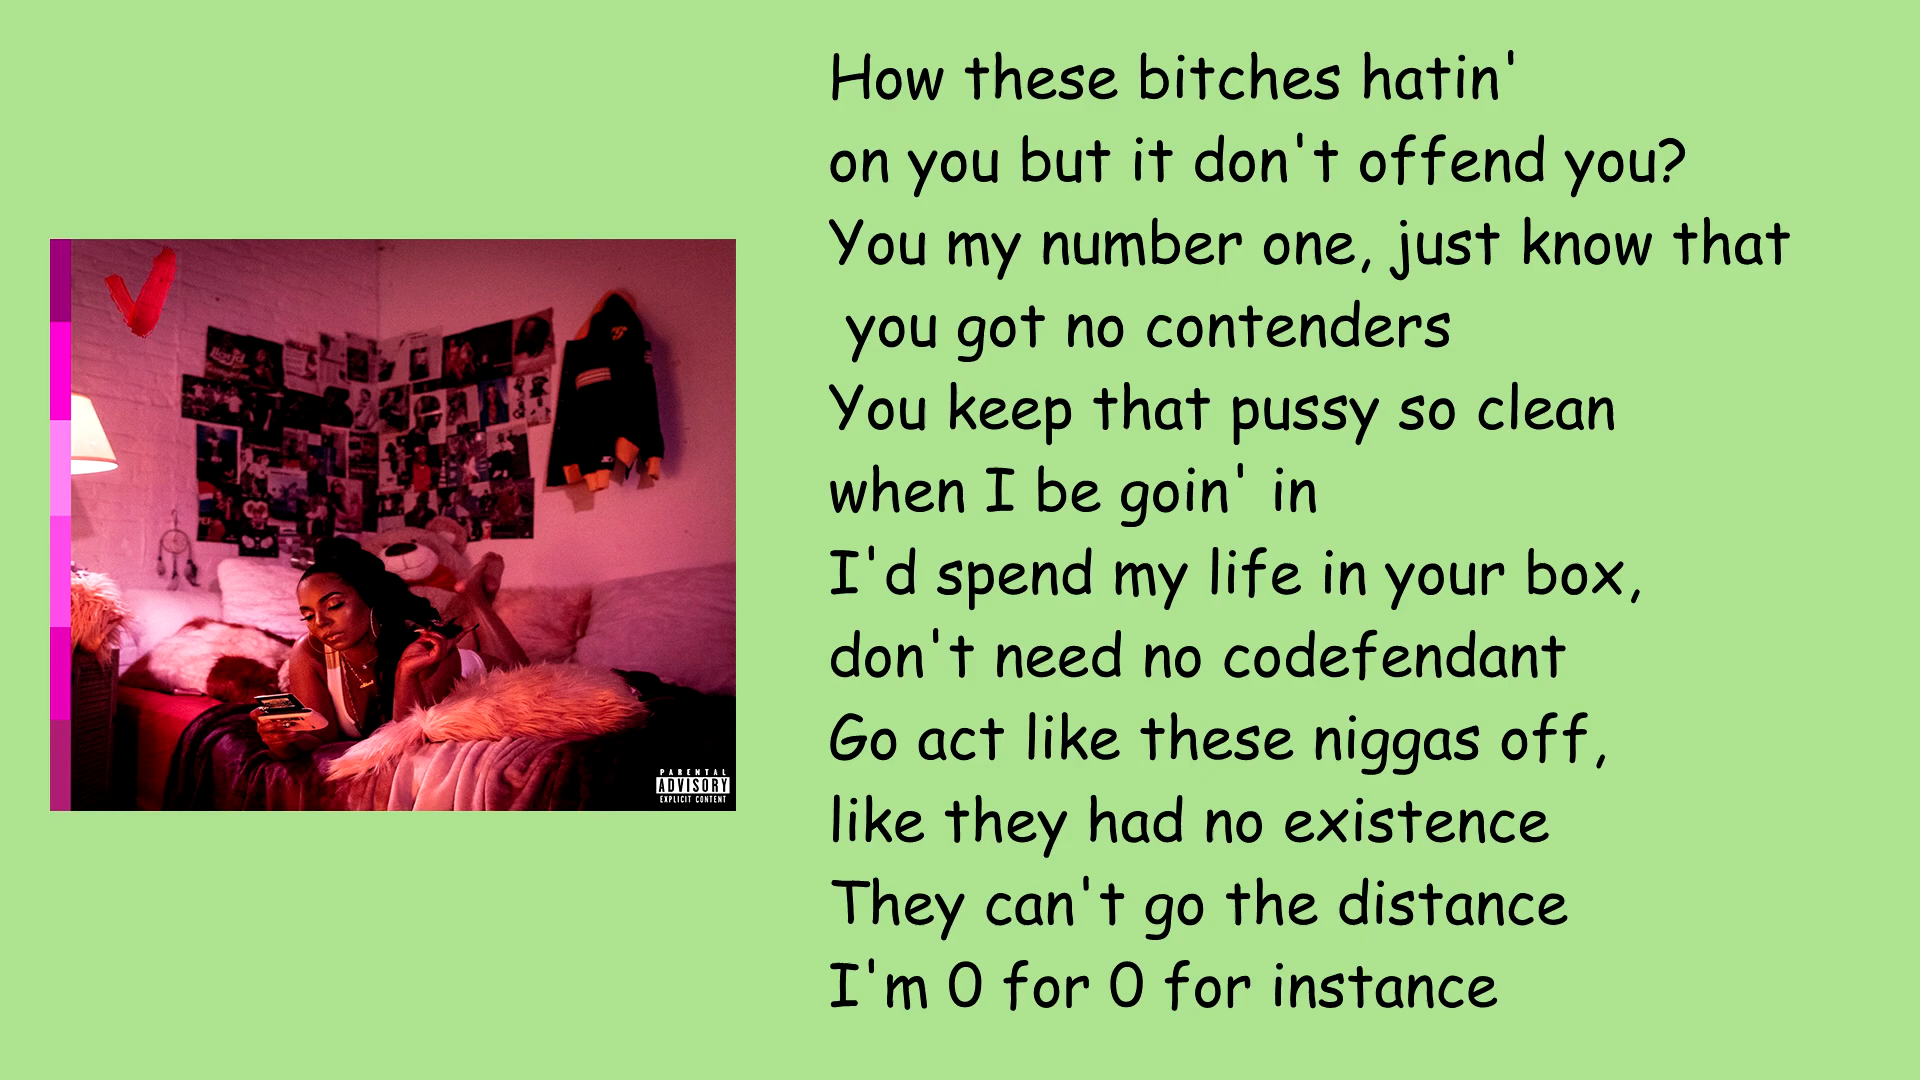 How these bitches hatin'
on you but it don't offend you?
You my number one, just know that
you got no contenders
You keep that pussy so clean
when I be goin' in
I'd spend my life in your box,
don't need no codefendant
Go act like these niggas off,
like they had no existence
They can't go the distance
I'm 0 for 0 for instance
PARENTAL
ADVISORY
EXPLICIT CONTENT